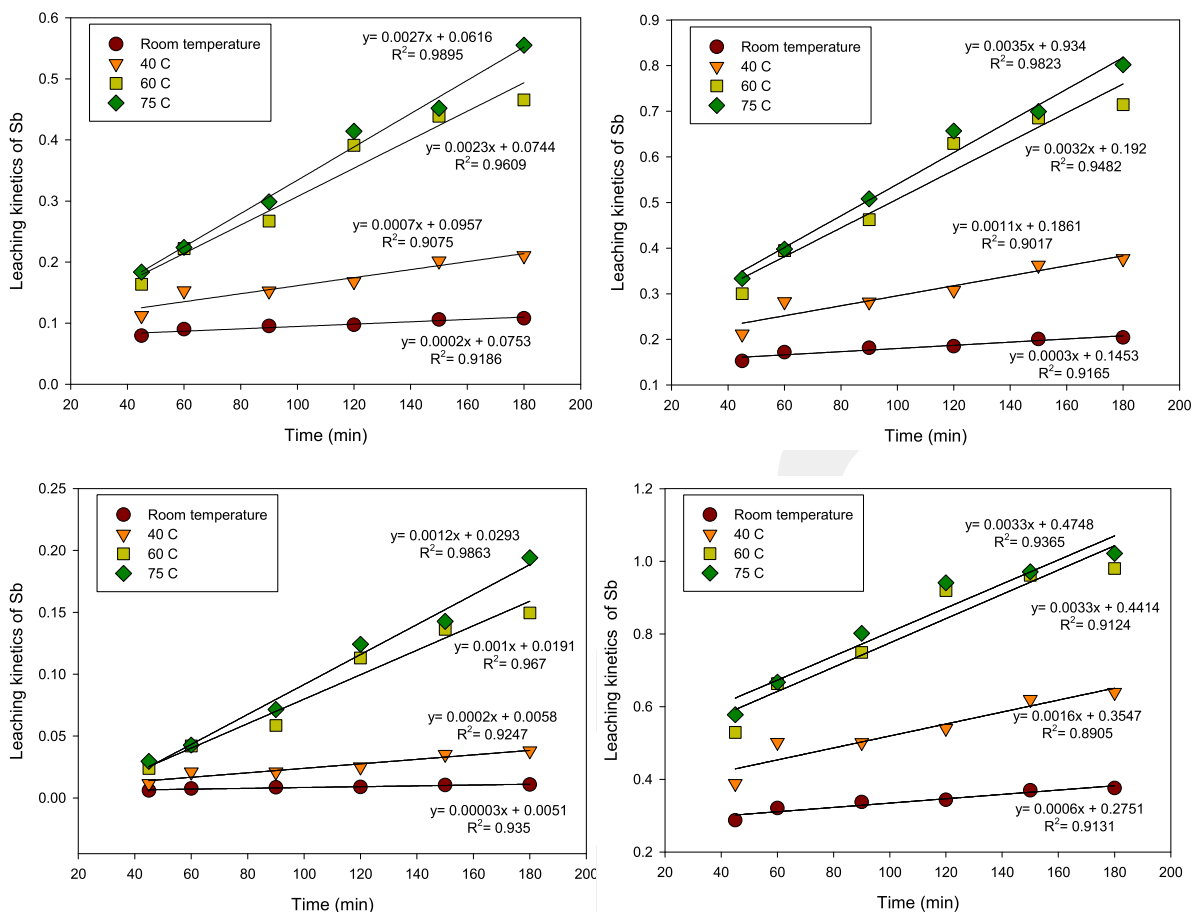 0.6
0.5
0.4
0.3
0.2
0.1
0.0
Leaching kinetics of Sb
Room temperature
40 C
60 C
75 C
y= 0.0027x + 0.0616
R2= 0.9895
y= 0.0023x + 0.0744
R2= 0.9609
y= 0.0007x + 0.0957
R2= 0.9075
y= 0.0002x + 0.0753
R2= 0.9186
20 40 60 80 100 120 140 160 180 200
Time (min)
0.9
0.8
0.7
0.6
0.5
0.4
0.3
0.2
0.1
Leaching kinetics of Sb
Room temperature
40 C
60 C
75 C
y= 0.0035x + 0.934
R2= 0.9823
y= 0.0032x + 0.192
R2= 0.9482
y= 0.0011x + 0.1861
R2= 0.9017
y= 0.0003x + 0.1453
R2= 0.9165
20 40 60 80 100 120 140 160 180 200
Time (min)
0.25
0.20
0.15
0.10
0.05
0.00
Leaching kinetics of Sb
Room temperature
40 C
60 C
75 C
y= 0.0012x + 0.0293
R2= 0.9863
y= 0.001x + 0.0191
R2= 0.967
y= 0.0002x + 0.0058
R2= 0.9247
y= 0.00003x + 0.0051
R2= 0.935
20 40 60 80 100 120 140 160 180 200
Time (min)
1.2
1.0
0.8
0.6
0.4
0.2
Leaching kinetics of Sb
Room temperature
40 C
60 C
75 C
y= 0.0033x + 0.4748
R2= 0.9365
y= 0.0033x + 0.4414
R2= 0.9124
y= 0.0016x + 0.3547
R2= 0.8905
y= 0.0006x + 0.2751
R2= 0.9131
20 40 60 80 100 120 140 160 180 200
Time (min)